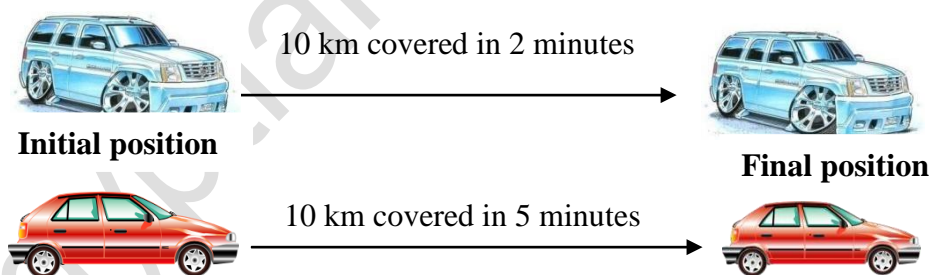 10 km covered in 2 minutes
Initial position
Final position
10 km covered in 5 minutes